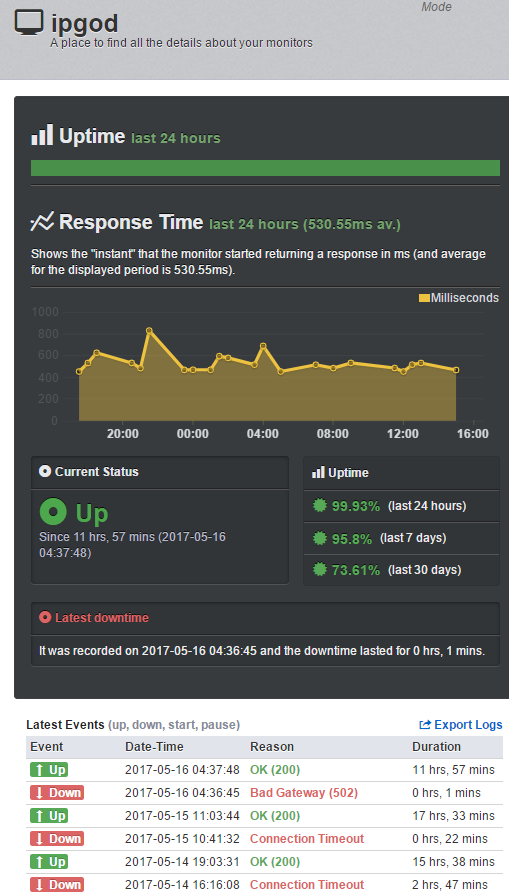 Mode
ipgod
A place to find all the details about your monitors
Uptime last 24 hours
Response Time last 24 hours (530.55ms av.)
Shows the "instant" that the monitor started returning a response in ms (and average
for the displayed period is 530.55ms).
Milliseconds
1000
800
600
400
200
0
20:00 00:00 04:00 08:00 12:00 16:00
Current Status
Up
Since 11 hrs, 57 mins (2017-05-16
04:37:48)
Uptime
99.93% (last 24 hours)
95.8% (last 7 days)
73.61% (last 30 days)
Latest downtime
It was recorded on 2017-05-16 04:36:45 and the downtime lasted for 0 hrs, 1 mins.
Latest Events (up, down, start, pause) Export Logs
Event Date-Time Reason Duration
Up 2017-05-16 04:37:48 OK (200) 11 hrs, 57 mins
Down 2017-05-16 04:36:45 Bad Gateway (502) 0 hrs, 1 mins
Up 2017-05-15 11:03:44 OK (200) 17 hrs, 33 mins
Down 2017-05-15 10:41:32 Connection Timeout 0 hrs, 22 mins
Up 2017-05-14 19:03:31 OK (200) 15 hrs, 38 mins
Down 2017-05-14 16:16:08 Connection Timeout 2 hrs, 47 mins